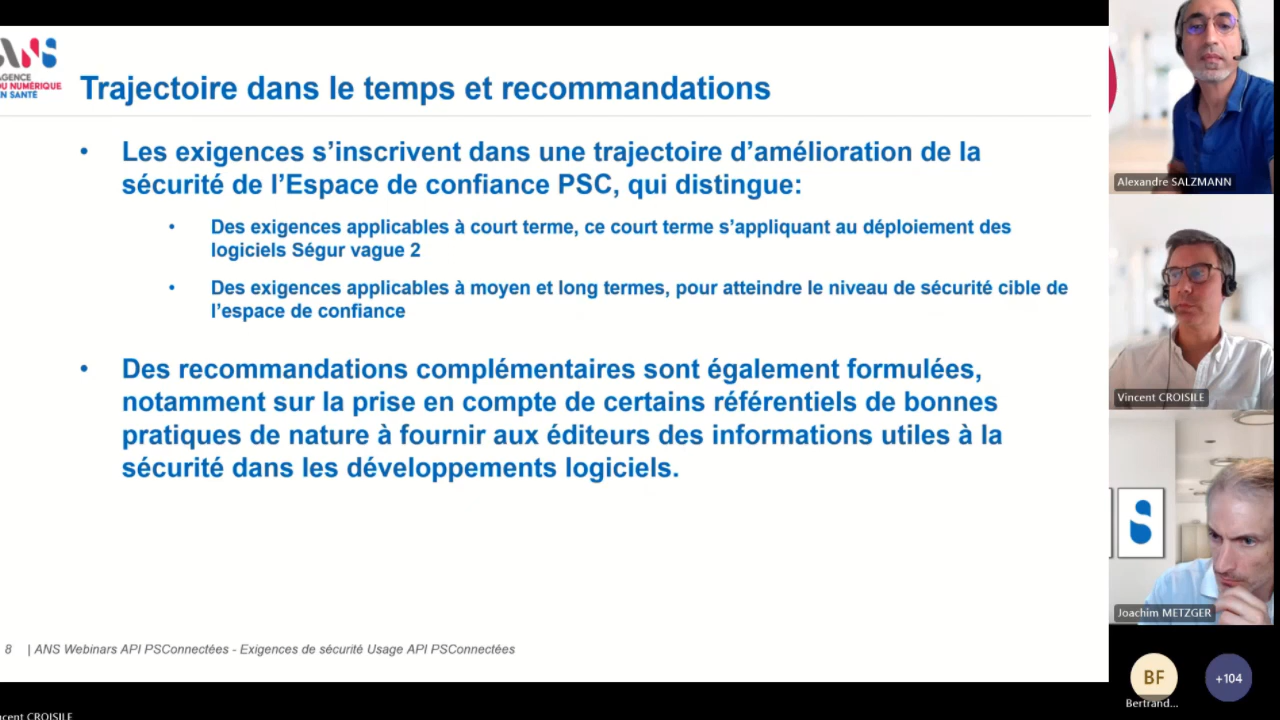 ANS
AGENCE
DU NUMÉRIQUE
EN SANTÉ
Trajectoire dans le temps et recommandations
• Les exigences s’inscrivent dans une trajectoire d’amélioration de la
sécurité de l’Espace de confiance PSC, qui distingue:
• Des exigences applicables à court terme, ce court terme s’appliquant au déploiement des
logiciels Ségur vague 2
• Des exigences applicables à moyen et long termes, pour atteindre le niveau de sécurité cible de
l’espace de confiance
• Des recommandations complémentaires sont également formulées,
notamment sur la prise en compte de certains référentiels de bonnes
pratiques de nature à fournir aux éditeurs des informations utiles à la
sécurité dans les développements logiciels.
8 | ANS Webinars API PSConnectées - Exigences de sécurité Usage API PSConnectées
Alexandre SALZMANN
Vincent CROISILE
Joachim METZGER
BF
+104
Bertrand...
ncent CROISILE